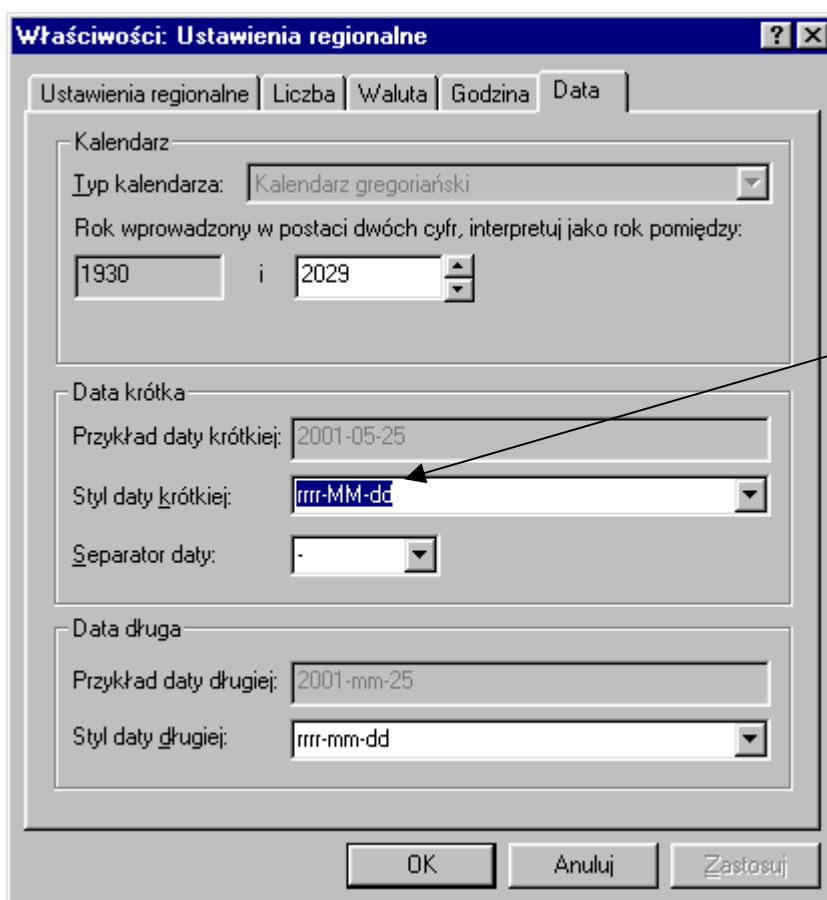 Właściwości: Ustawienia regionalne
Ustawienia regionalne Liczba Waluta Godzina Data
Kalendarz
Typ kalendarza: Kalendarz gregoriański
Rok wprowadzony w postaci dwóch cyfr, interpretuj jako rok pomiędzy:
1930 i 2029
Data krótka
Przykład daty krótkiej: 2001-05-25
Styl daty krótkiej: rrrr-MM-dd
Separator daty: -
Data długa
Przykład daty długiej: 2001-mm-25
Styl daty długiej: rrrr-mm-dd
OK Anuluj Zastosuj